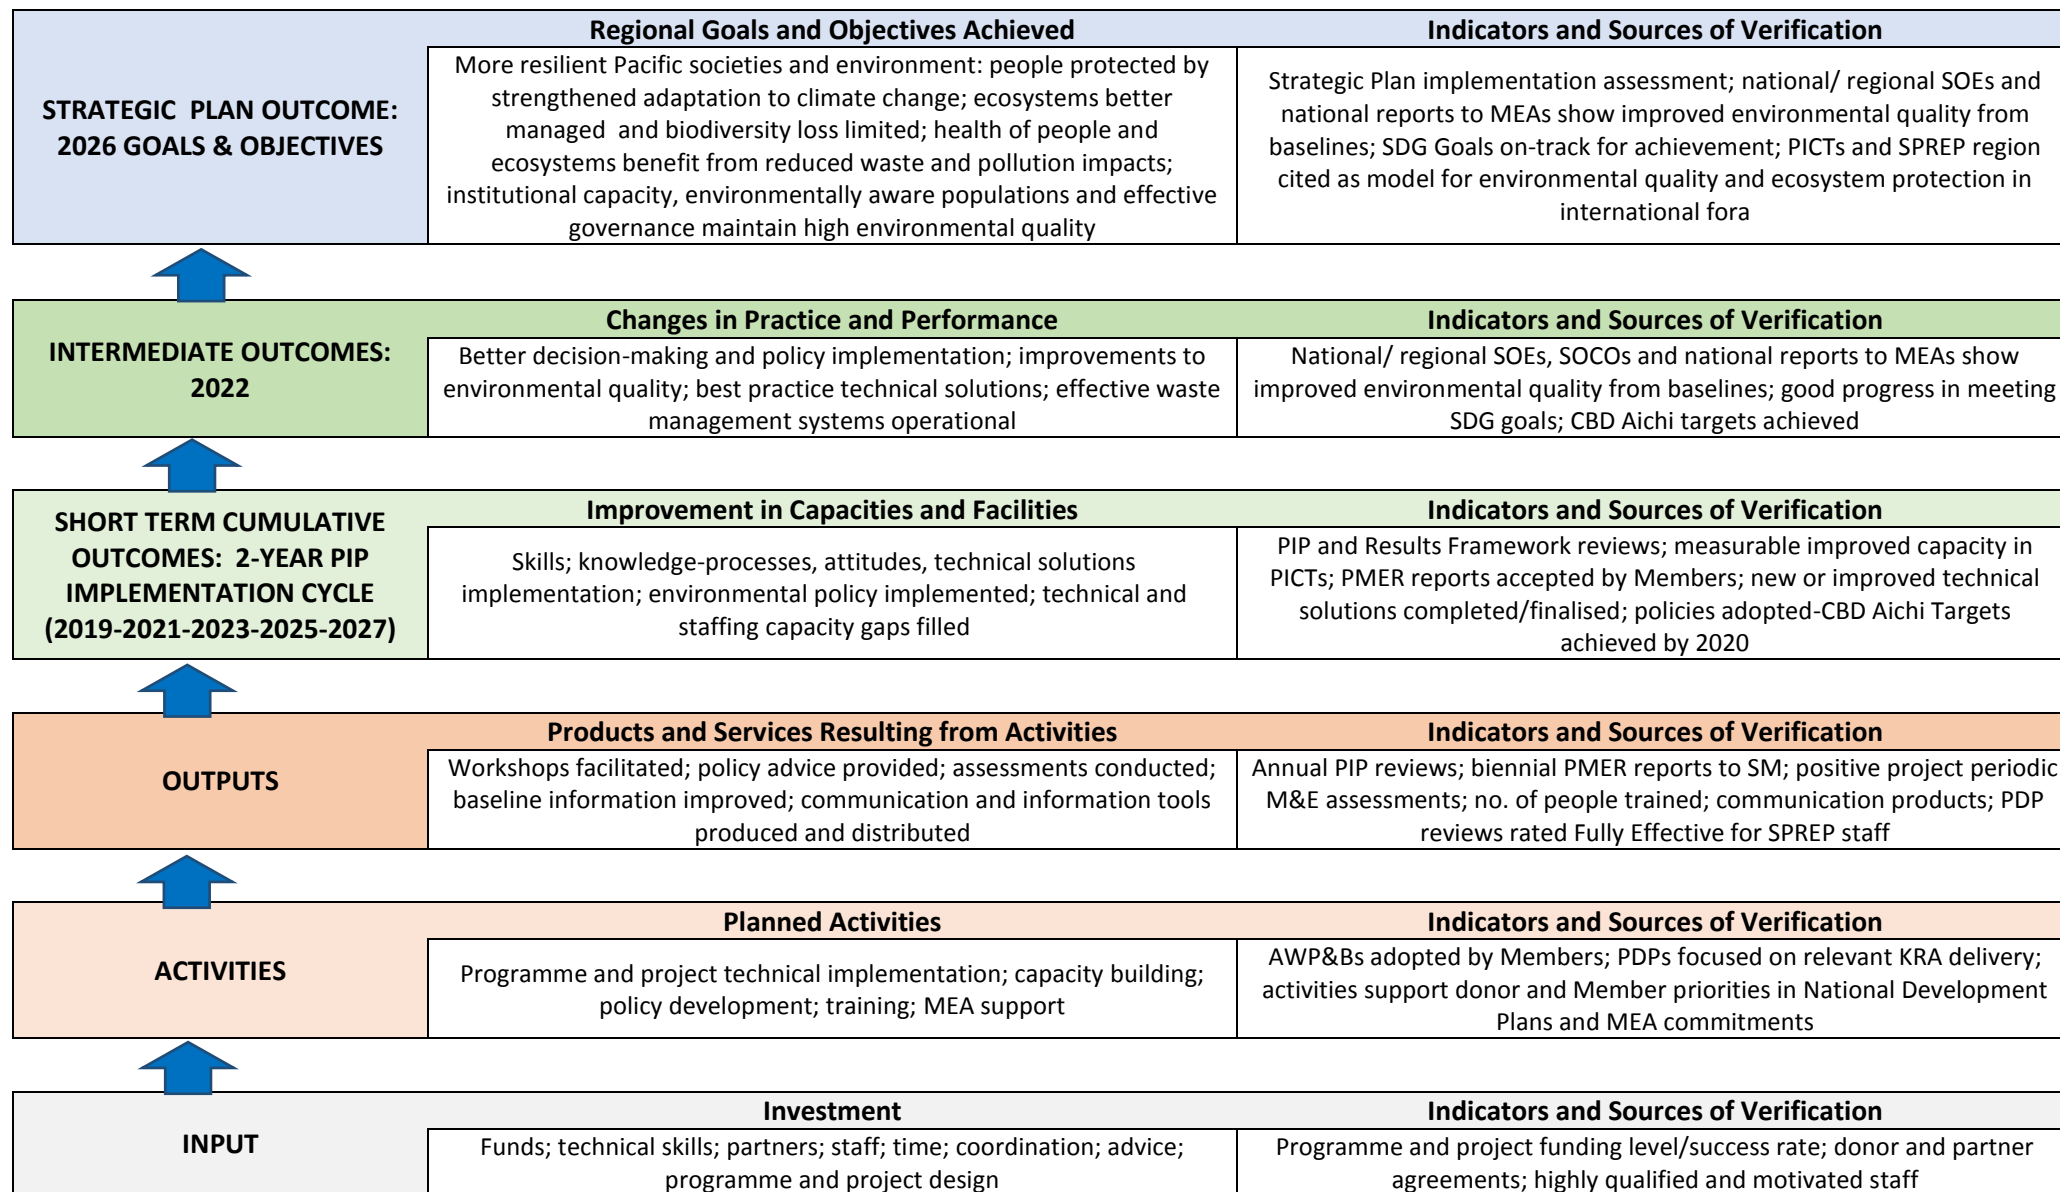 Regional Goals and Objectives Achieved
Indicators and Sources of Verification
STRATEGIC PLAN OUTCOME:
2026 GOALS & OBJECTIVES
More resilient Pacific societies and environment: people protected by
strengthened adaptation to climate change; ecosystems better
managed and biodiversity loss limited; health of people and
ecosystems benefit from reduced waste and pollution impacts;
institutional capacity, environmentally aware populations and effective
governance maintain high environmental quality
Strategic Plan implementation assessment; national/ regional SOEs and
national reports to MEAs show improved environmental quality from
baselines; SDG Goals on-track for achievement; PICTs and SPREP region
cited as model for environmental quality and ecosystem protection in
international fora
Changes in Practice and Performance
Indicators and Sources of Verification
INTERMEDIATE OUTCOMES:
2022
Better decision-making and policy implementation; improvements to
environmental quality; best practice technical solutions; effective waste
management systems operational
National/ regional SOEs, SOCOs and national reports to MEAs show
improved environmental quality from baselines; good progress in meeting
SDG goals; CBD Aichi targets achieved
Improvement in Capacities and Facilities
Indicators and Sources of Verification
SHORT TERM CUMULATIVE
OUTCOMES: 2-YEAR PIP
IMPLEMENTATION CYCLE
(2019-2021-2023-2025-2027)
Skills; knowledge-processes, attitudes, technical solutions
implementation; environmental policy implemented; technical and
staffing capacity gaps filled
PIP and Results Framework reviews; measurable improved capacity in
PICTs; PMER reports accepted by Members; new or improved technical
solutions completed/finalised; policies adopted-CBD Aichi Targets
achieved by 2020
Products and Services Resulting from Activities
Indicators and Sources of Verification
OUTPUTS
Workshops facilitated; policy advice provided; assessments conducted;
baseline information improved; communication and information tools
produced and distributed
Annual PIP reviews; biennial PMER reports to SM; positive project periodic
M&E assessments; no. of people trained; communication products; PDP
reviews rated Fully Effective for SPREP staff
Planned Activities
Indicators and Sources of Verification
ACTIVITIES
Programme and project technical implementation; capacity building;
policy development; training; MEA support
AWP&Bs adopted by Members; PDPs focused on relevant KRA delivery;
activities support donor and Member priorities in National Development
Plans and MEA commitments
Investment
Indicators and Sources of Verification
INPUT
Funds; technical skills; partners; staff; time; coordination; advice;
programme and project design
Programme and project funding level/success rate; donor and partner
agreements; highly qualified and motivated staff